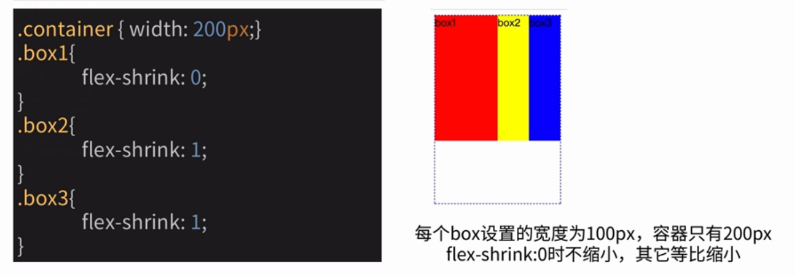 .container { width: 200px;}
.box1{
flex-shrink: 0;
}
.box2{
flex-shrink: 1;
}
.box3{
flex-shrink: 1;
}
box1 box2 box3
每个box设置的宽度为100px，容器只有200px
flex-shrink:0时不缩小，其它等比缩小